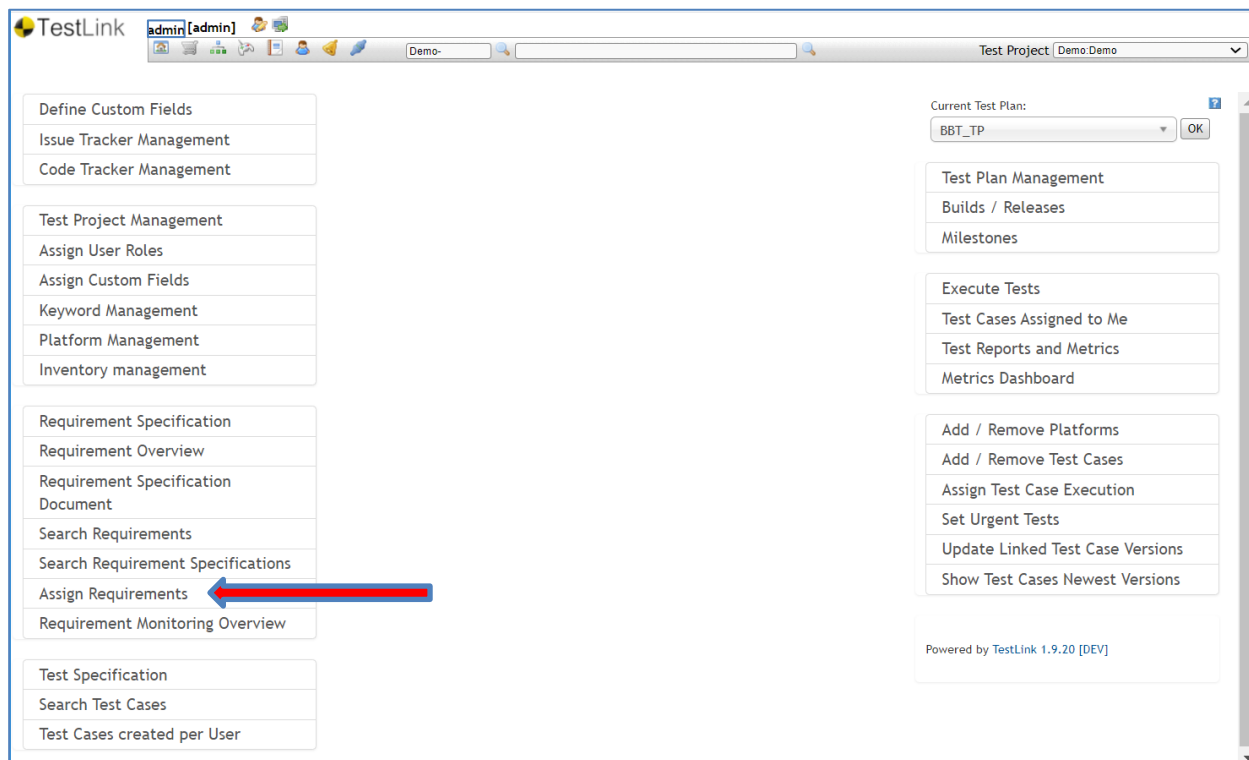 TestLink
admin [admin]
Demo-
Test Project Demo:Demo
Define Custom Fields
Issue Tracker Management
Code Tracker Management
Test Project Management
Assign User Roles
Assign Custom Fields
Keyword Management
Platform Management
Inventory management
Requirement Specification
Requirement Overview
Requirement Specification
Document
Search Requirements
Search Requirement Specifications
Assign Requirements
Requirement Monitoring Overview
Test Specification
Search Test Cases
Test Cases created per User
Current Test Plan:
?
BBT_TP
OK
Test Plan Management
Builds / Releases
Milestones
Execute Tests
Test Cases Assigned to Me
Test Reports and Metrics
Metrics Dashboard
Add / Remove Platforms
Add / Remove Test Cases
Assign Test Case Execution
Set Urgent Tests
Update Linked Test Case Versions
Show Test Cases Newest Versions
Powered by TestLink 1.9.20 [DEV]